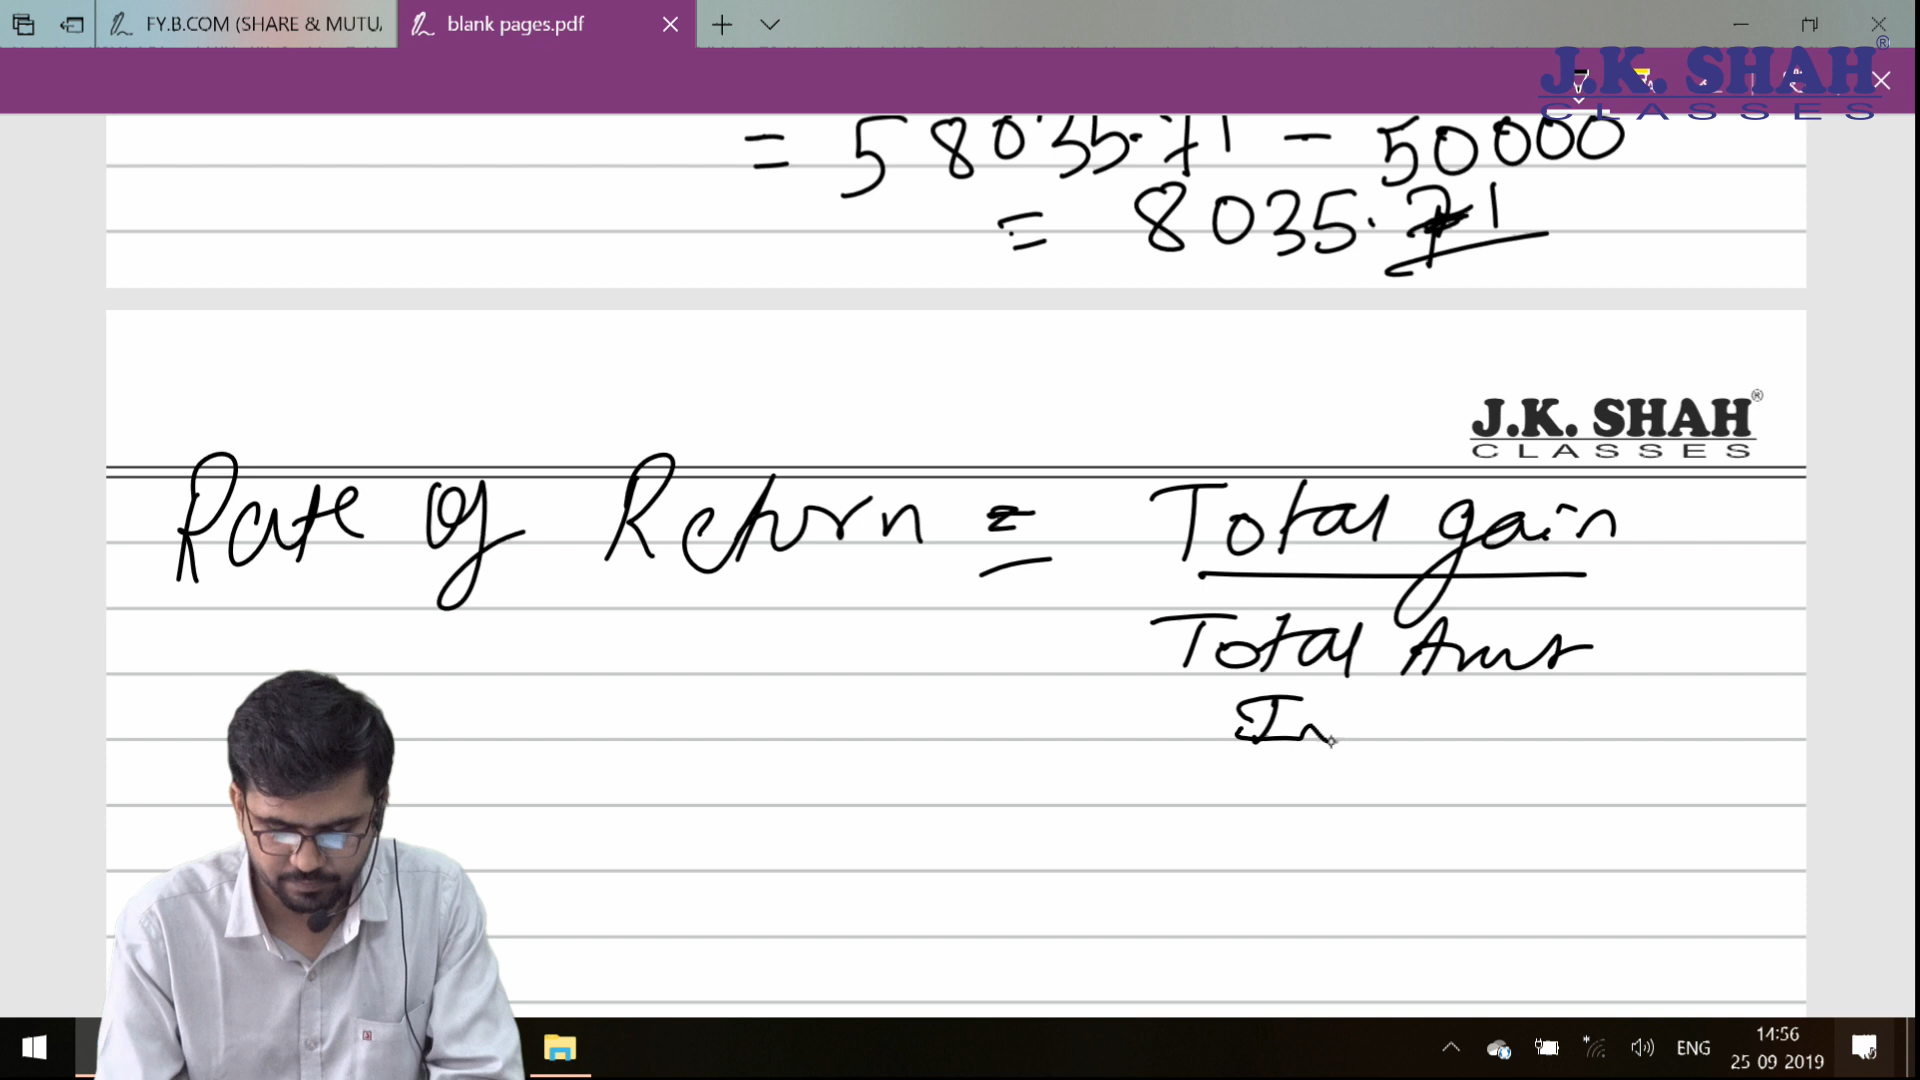 FY.B.COM (SHARE & MUTU
blank pages.pdf
J.K. SHAH®
CLASSES
= 58035.71 - 50000
= 8035.71
J.K. SHAH®
CLASSES
Rate of Return = Total gain
Total Amt
In
ENG
14:56
25 09 2019